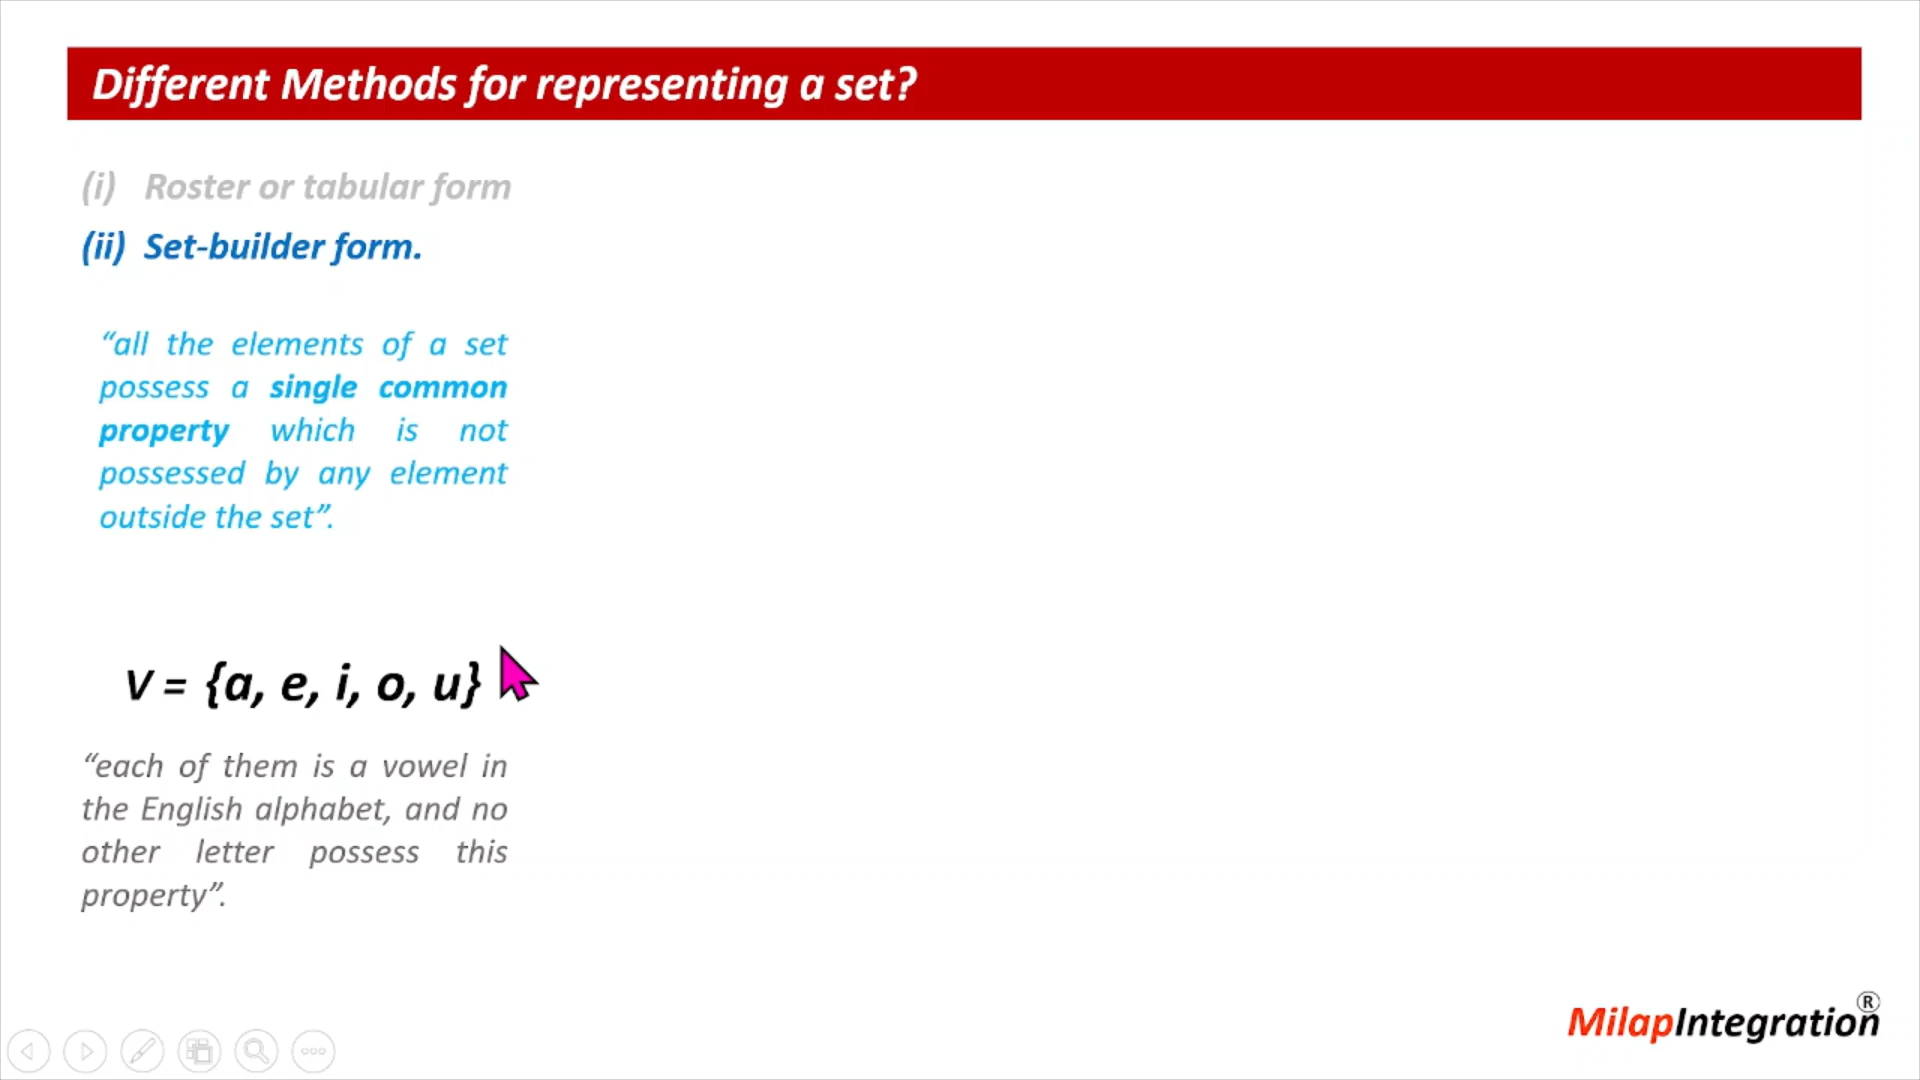 Different Methods for representing a set?
(i) Roster or tabular form
(ii) Set-builder form.
“all the elements of a set
possess a single common
property which is not
possessed by any element
outside the set”.
V = {a, e, i, o, u}
“each of them is a vowel in
the English alphabet, and no
other letter possess this
property”.
MilapIntegration®